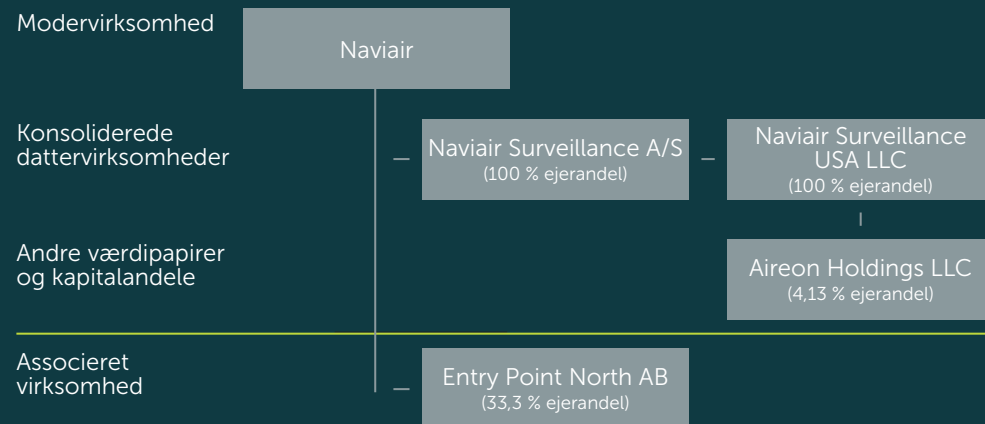 Modervirksomhed
Naviair
Konsoliderede
dattervirksomheder
Naviair Surveillance A/S
(100 % ejerandel)
Naviair Surveillance
USA LLC
(100 % ejerandel)
Andre værdipapirer
og kapitalandele
Aireon Holdings LLC
(4,13 % ejerandel)
Associeret
virksomhed
Entry Point North AB
(33,3 % ejerandel)